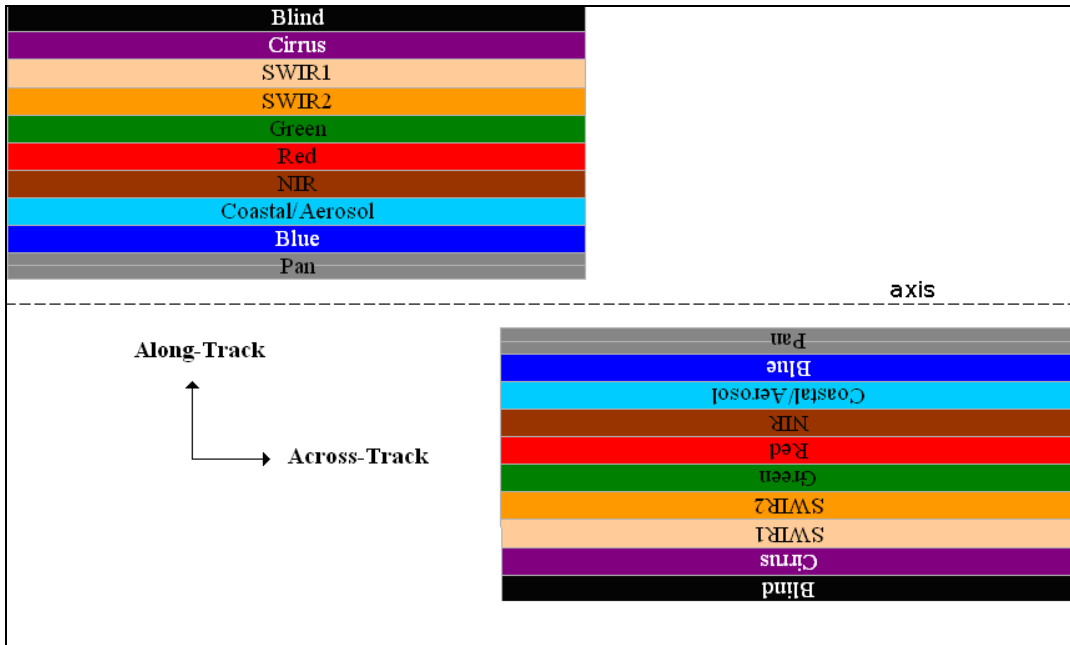 Blind
Cirrus
SWIR1
SWIR2
Green
Red
NIR
Coastal/Aerosol
Blue
Pan
axis
Along-Track
Across-Track
Pan
Blue
Coastal/Aerosol
NIR
Red
Green
SWIR2
SWIR1
Cirrus
Blind